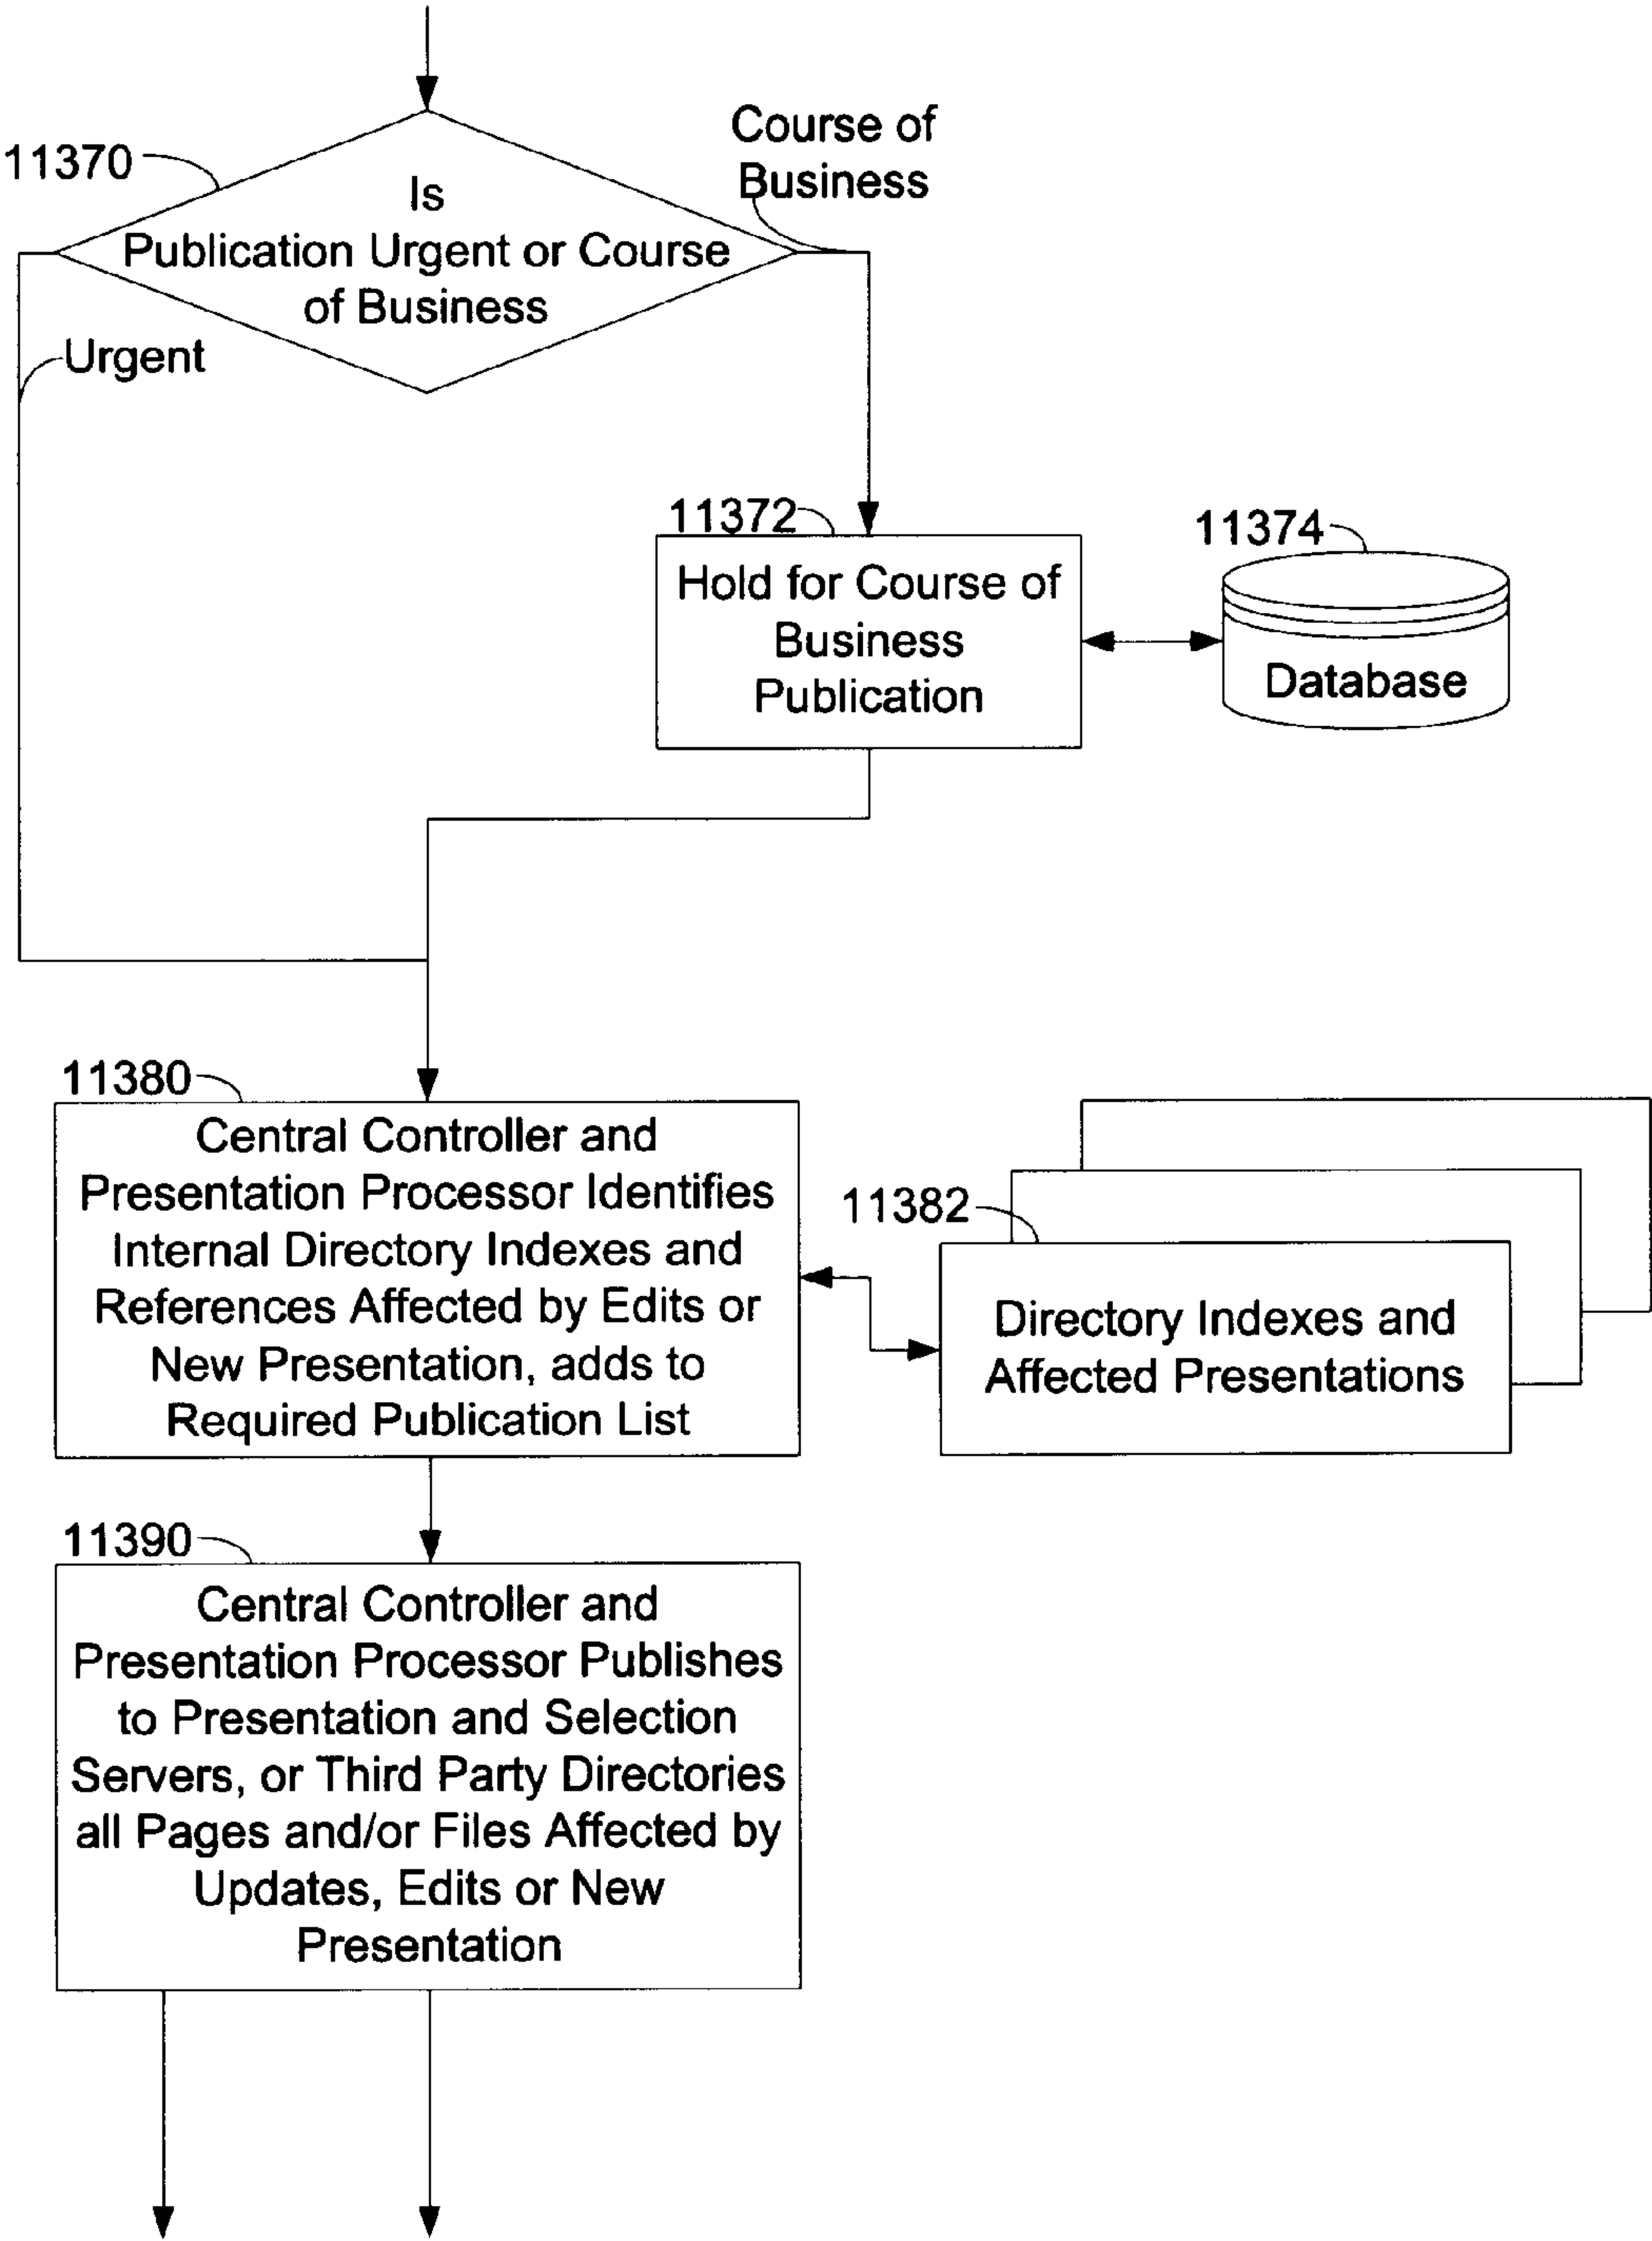 Course of
Business
11370
Is
Publication Urgent or Course
of Business
Urgent
11372
Hold for Course of
Business
Publication
11374
Database
11380
Central Controller and
Presentation Processor Identifies
Internal Directory Indexes and
References Affected by Edits or
New Presentation, adds to
Required Publication List
11382
Directory Indexes and
Affected Presentations
11390
Central Controller and
Presentation Processor Publishes
to Presentation and Selection
Servers, or Third Party Directories
all Pages and/or Files Affected by
Updates, Edits or New
Presentation